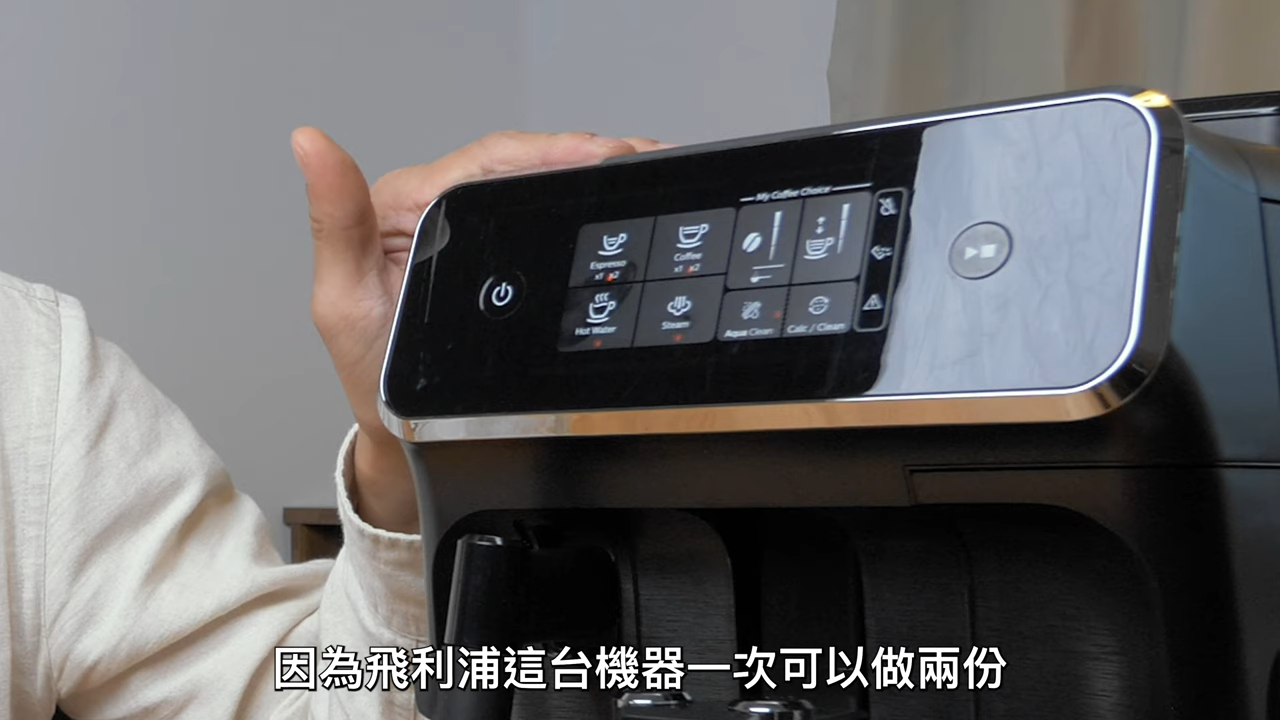 My Coffee Choice
Espresso
x1 x2
Coffee
x1 x2
Hot Water
Steam
Aqua Clean
Calc / Clean
因為飛利浦這台機器一次可以做兩份